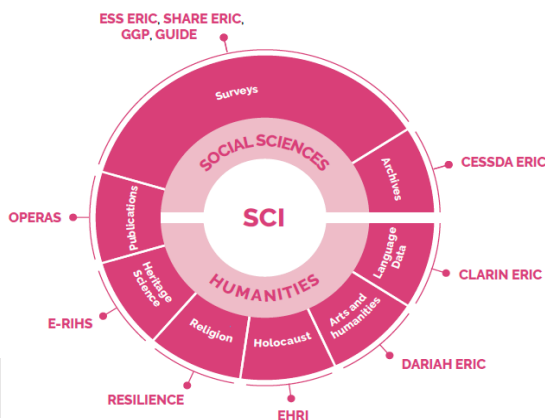 ESS ERIC, SHARE ERIC,
GGP, GUIDE
Surveys
SOCIAL SCIENCES
Archives
CESSDA ERIC
OPERAS
Publications
SCI
Language
Data
CLARIN ERIC
HUMANITIES
Heritage
Science
E-RIHS
Religion
Holocaust
Arts and
humanities
DARIAH ERIC
RESILIENCE
EHRI